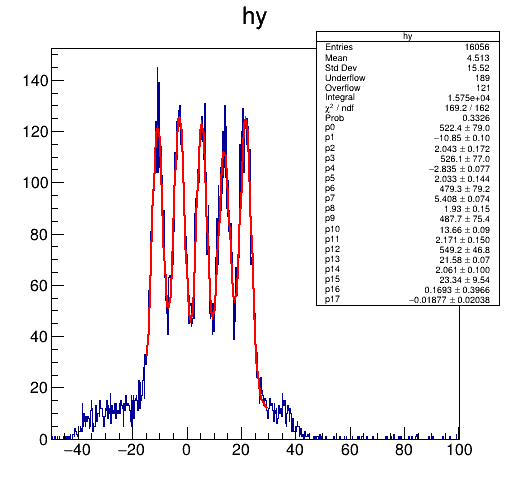 hy
hy
Entries 16056
Mean 4.513
Std Dev 15.52
Underflow 189
Overflow 121
Integral 1.575e+04
χ² / ndf 169.2 / 162
Prob 0.3326
p0 522.4 ± 79.0
p1 −10.85 ± 0.10
p2 2.043 ± 0.172
p3 526.1 ± 77.0
p4 −2.835 ± 0.077
p5 2.033 ± 0.144
p6 479.3 ± 79.2
p7 5.408 ± 0.074
p8 1.93 ± 0.15
p9 487.7 ± 75.4
p10 13.66 ± 0.09
p11 2.171 ± 0.150
p12 549.2 ± 46.8
p13 21.58 ± 0.07
p14 2.061 ± 0.100
p15 23.34 ± 9.54
p16 0.1693 ± 0.3966
p17 −0.01877 ± 0.02038
140
120
100
80
60
40
20
0
−40 −20 0 20 40 60 80 100